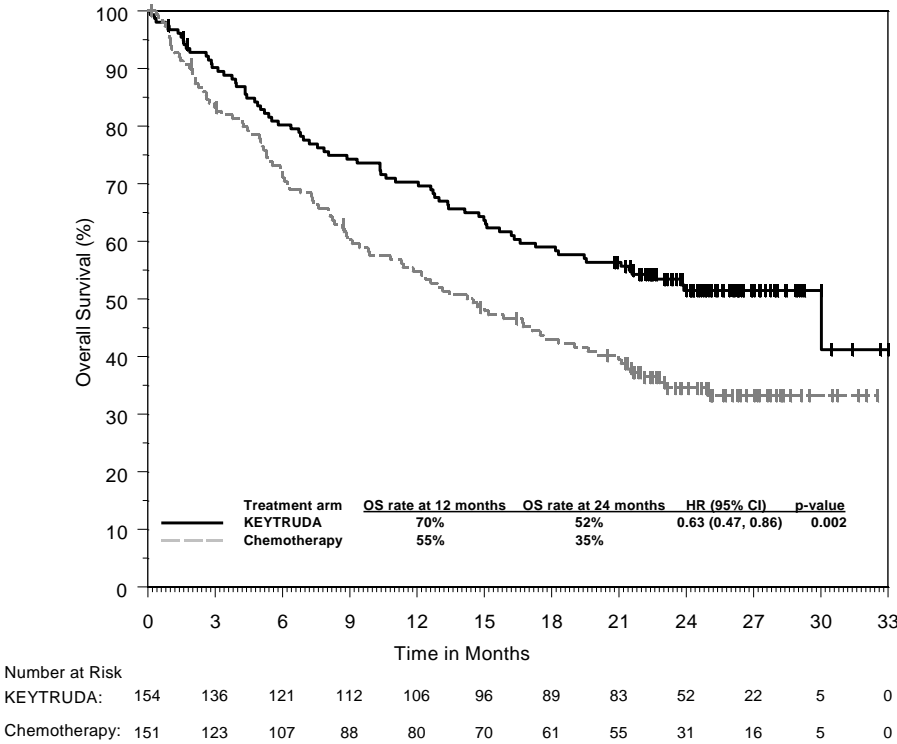 100
90
80
70
60
50
40
30
20
10
0
Overall Survival (%)
Treatment arm OS rate at 12 months OS rate at 24 months HR (95% CI) p-value
KEYTRUDA 70% 52% 0.63 (0.47, 0.86) 0.002
Chemotherapy 55% 35%
0 3 6 9 12 15 18 21 24 27 30 33
Time in Months
Number at Risk
KEYTRUDA: 154 136 121 112 106 96 89 83 52 22 5 0
Chemotherapy: 151 123 107 88 80 70 61 55 31 16 5 0